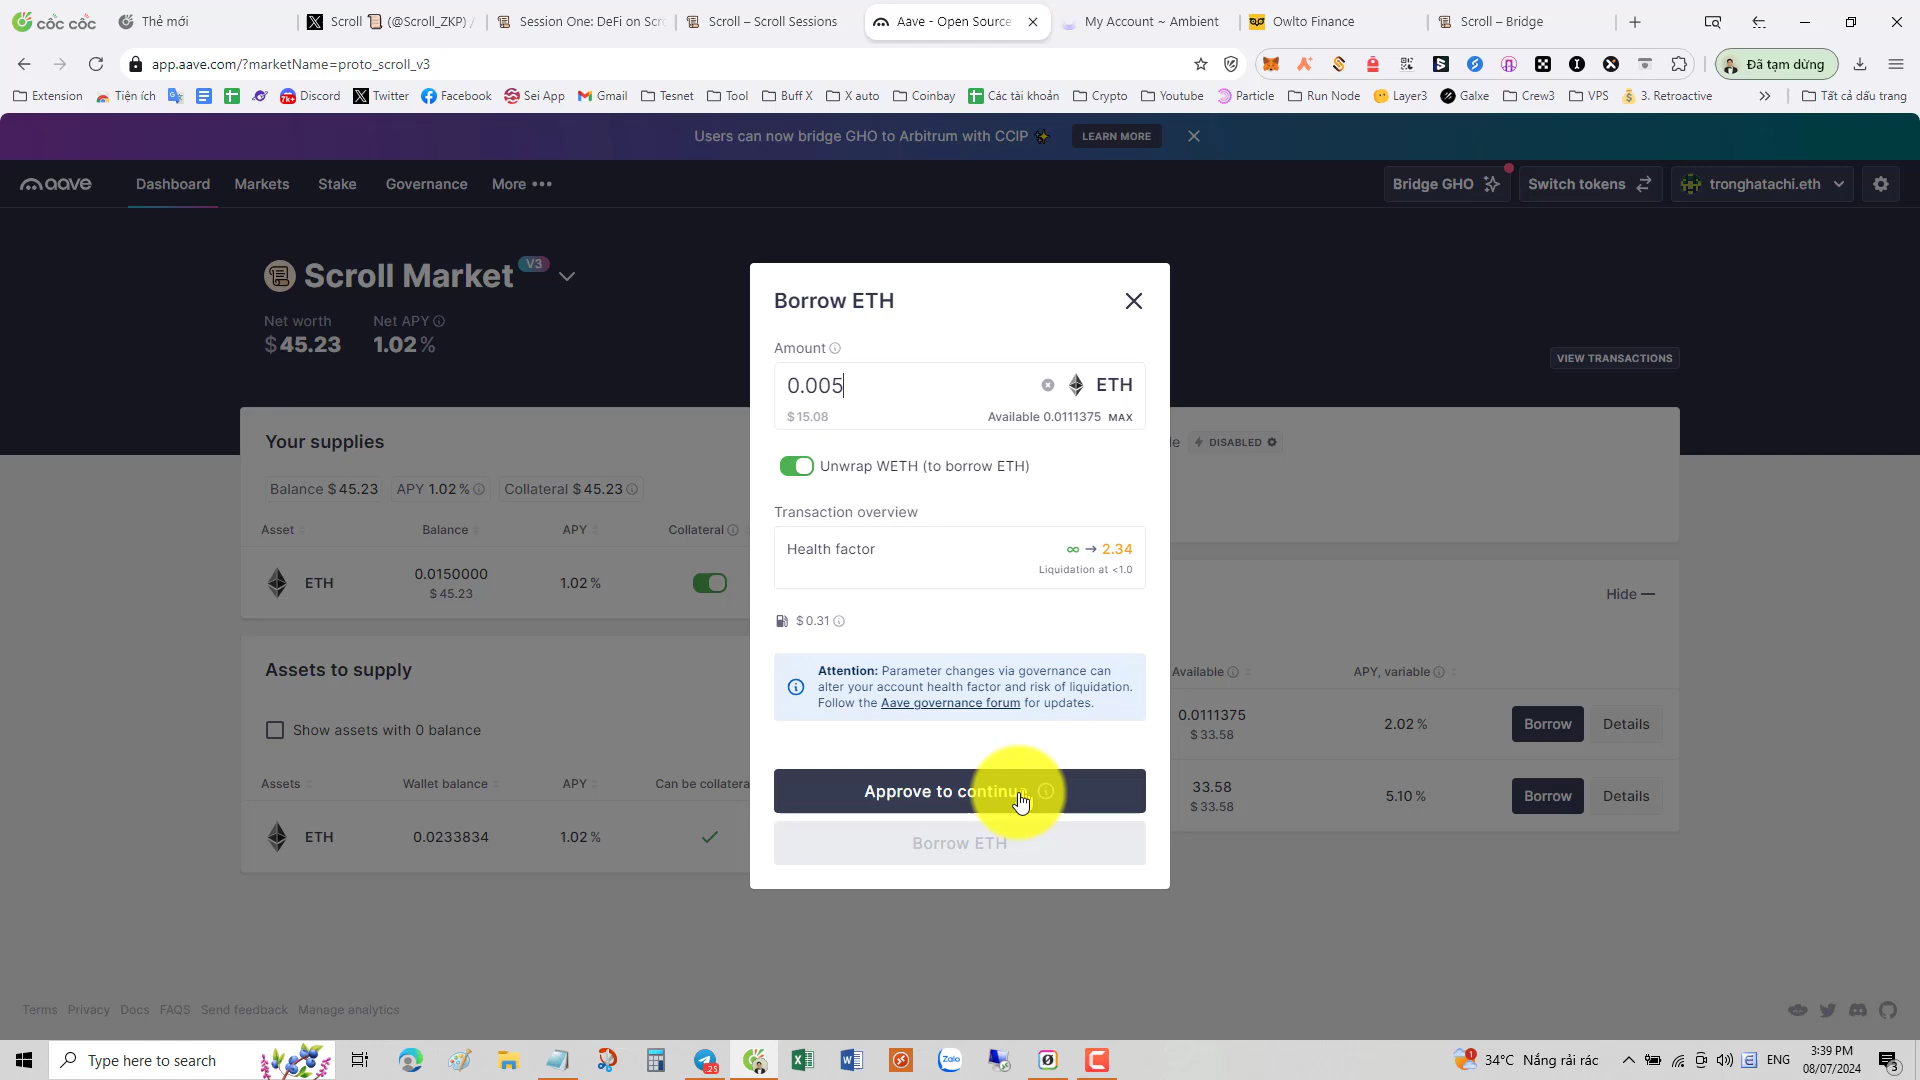 cốc cốc
Thẻ mới
Scroll 📜 (@Scroll_ZKP) /
Session One: DeFi on Scro
Scroll – Scroll Sessions
Aave - Open Source
My Account ~ Ambient
Owlto Finance
Scroll – Bridge
app.aave.com/?marketName=proto_scroll_v3
Đã tạm dừng
Extension
Tiện ích
Discord
Twitter
Facebook
Sei App
Gmail
Tesnet
Tool
Buff X
X auto
Coinbay
Các tài khoản
Crypto
Youtube
Particle
Run Node
Layer3
Galxe
Crew3
VPS
3. Retroactive
Tất cả dấu trang
Users can now bridge GHO to Arbitrum with CCIP ✨
LEARN MORE
aave
Dashboard
Markets
Stake
Governance
More •••
Bridge GHO
Switch tokens
tronghatachi.eth
Scroll Market
V3
Net worth
Net APY
$45.23
1.02%
VIEW TRANSACTIONS
Your supplies
Balance $45.23
APY 1.02%
Collateral $45.23
Asset
Balance
APY
Collateral
ETH
0.0150000
$45.23
1.02%
Assets to supply
Show assets with 0 balance
Assets
Wallet balance
APY
Can be collatera
ETH
0.0233834
1.02%
Borrow ETH
Amount
0.005
ETH
$15.08
Available 0.0111375 MAX
Unwrap WETH (to borrow ETH)
Transaction overview
Health factor
∞ → 2.34
Liquidation at <1.0
$0.31
Attention: Parameter changes via governance can
alter your account health factor and risk of liquidation.
Follow the Aave governance forum for updates.
Approve to continue
Borrow ETH
DISABLED
Hide —
Available
APY, variable
0.0111375
$33.58
2.02%
Borrow
Details
33.58
$33.58
5.10%
Borrow
Details
Terms
Privacy
Docs
FAQS
Send feedback
Manage analytics
Type here to search
.25
Zalo
34°C Nắng rải rác
ENG
3:39 PM
08/07/2024
3